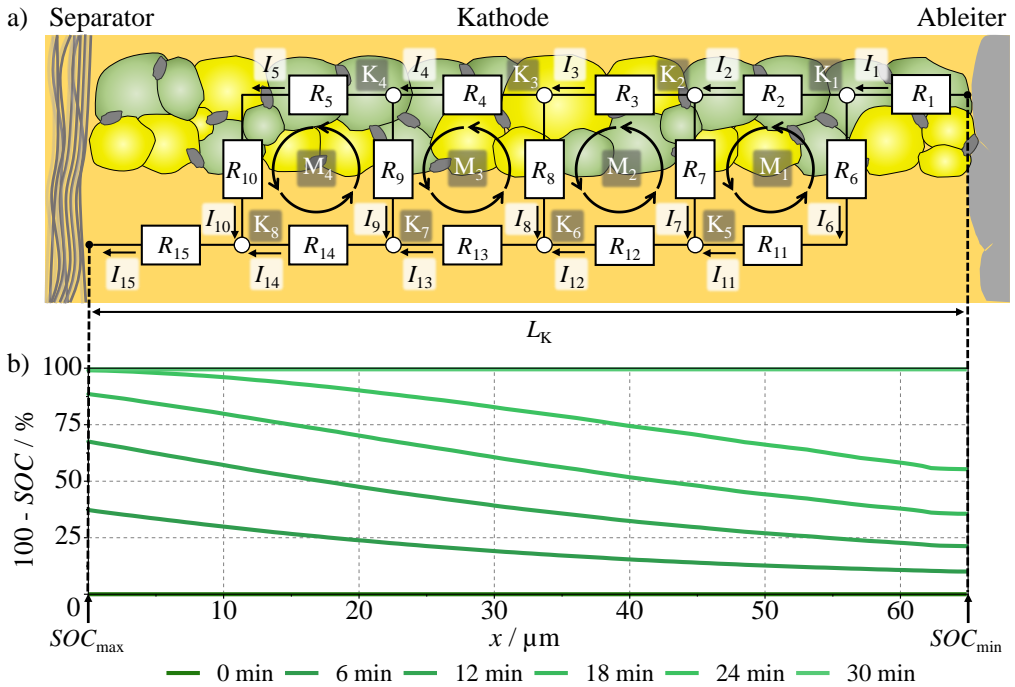 a) Separator Kathode Ableiter
I5 K4 I4 K3 I3 K2 I2 K1 I1
R5 R4 R3 R2 R1
R10 M4 R9 M3 R8 M2 R7 M1 R6
I10 K8 I9 K7 I8 K6 I7 K5 I6
R15 R14 R13 R12 R11
I15 I14 I13 I12 I11
LK
b)
100 - SOC / %
100
75
50
25
0
10 20 30 40 50 60
SOCmax x / µm SOCmin
0 min 6 min 12 min 18 min 24 min 30 min